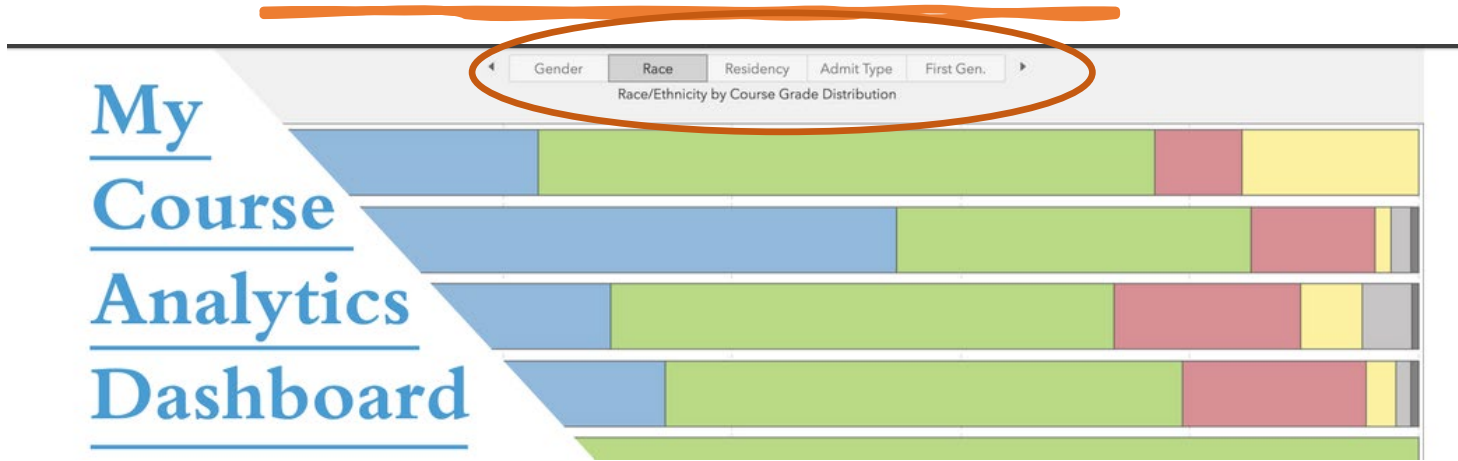 Gender Race Residency Admit Type First Gen.
Race/Ethnicity by Course Grade Distribution
My
Course
Analytics
Dashboard